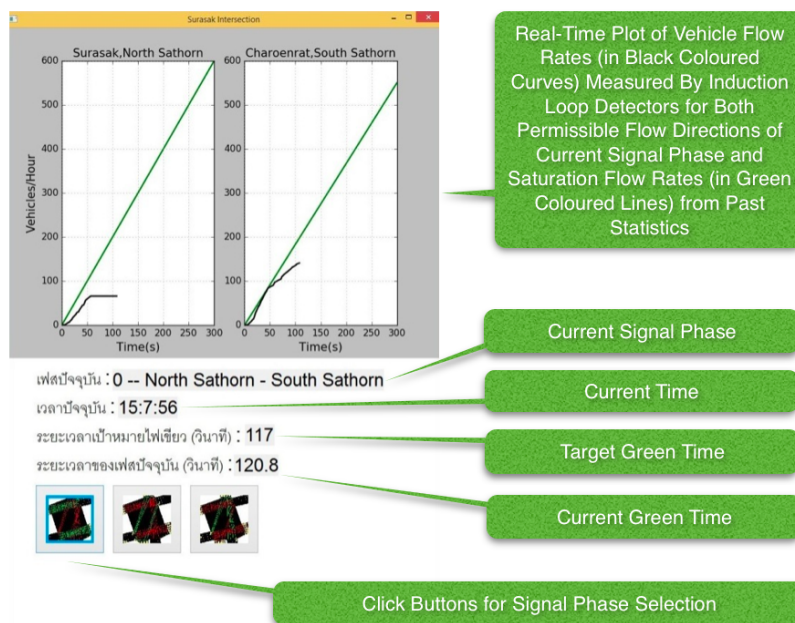 Surasak Intersection
Surasak,North Sathorn
Charoenrat,South Sathorn
600
500
400
300
200
100
0
0 50 100 150 200 250 300
Time(s)
Vehicles/Hour
600
500
400
300
200
100
0
0 50 100 150 200 250 300
Time(s)
Real-Time Plot of Vehicle Flow
Rates (in Black Coloured
Curves) Measured By Induction
Loop Detectors for Both
Permissible Flow Directions of
Current Signal Phase and
Saturation Flow Rates (in Green
Coloured Lines) from Past
Statistics
เฟสปัจจุบัน : 0 -- North Sathorn - South Sathorn
เวลาปัจจุบัน : 15:7:56
ระยะเวลาเป้าหมายไฟเขียว (วินาที) : 117
ระยะเวลาของเฟสปัจจุบัน (วินาที) : 120.8
Current Signal Phase
Current Time
Target Green Time
Current Green Time
Click Buttons for Signal Phase Selection